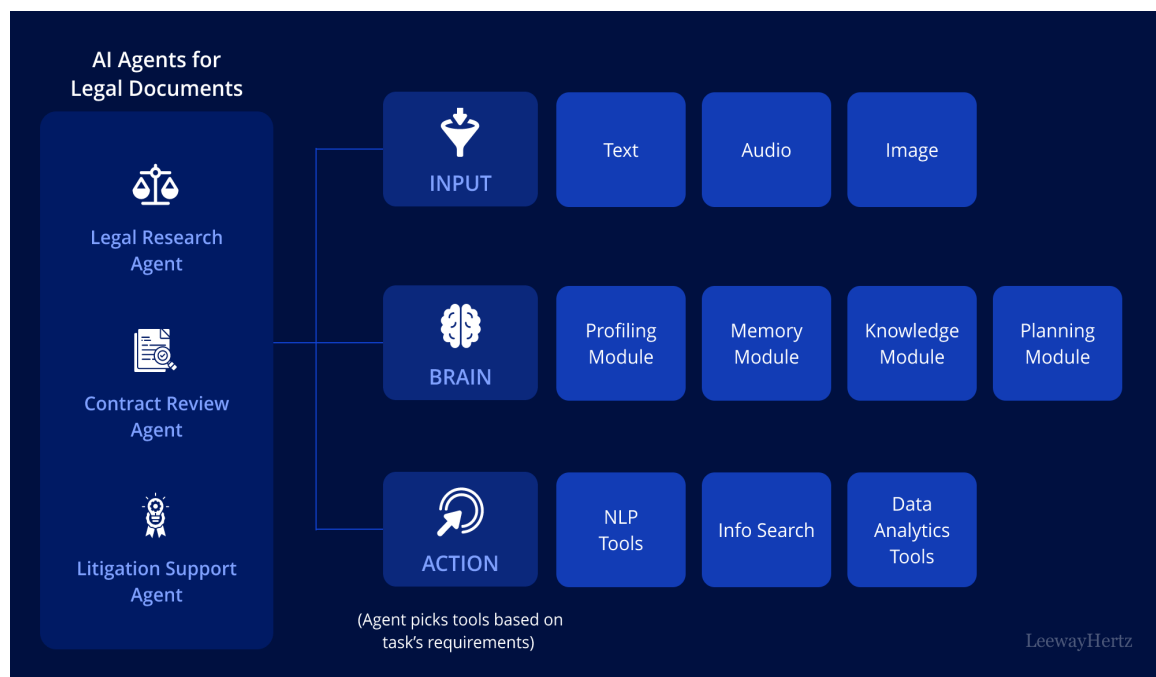 AI Agents for
Legal Documents
Legal Research
Agent
Contract Review
Agent
Litigation Support
Agent
INPUT
Text
Audio
Image
BRAIN
Profiling
Module
Memory
Module
Knowledge
Module
Planning
Module
ACTION
NLP
Tools
Info Search
Data
Analytics
Tools
(Agent picks tools based on
task's requirements)
LeewayHertz